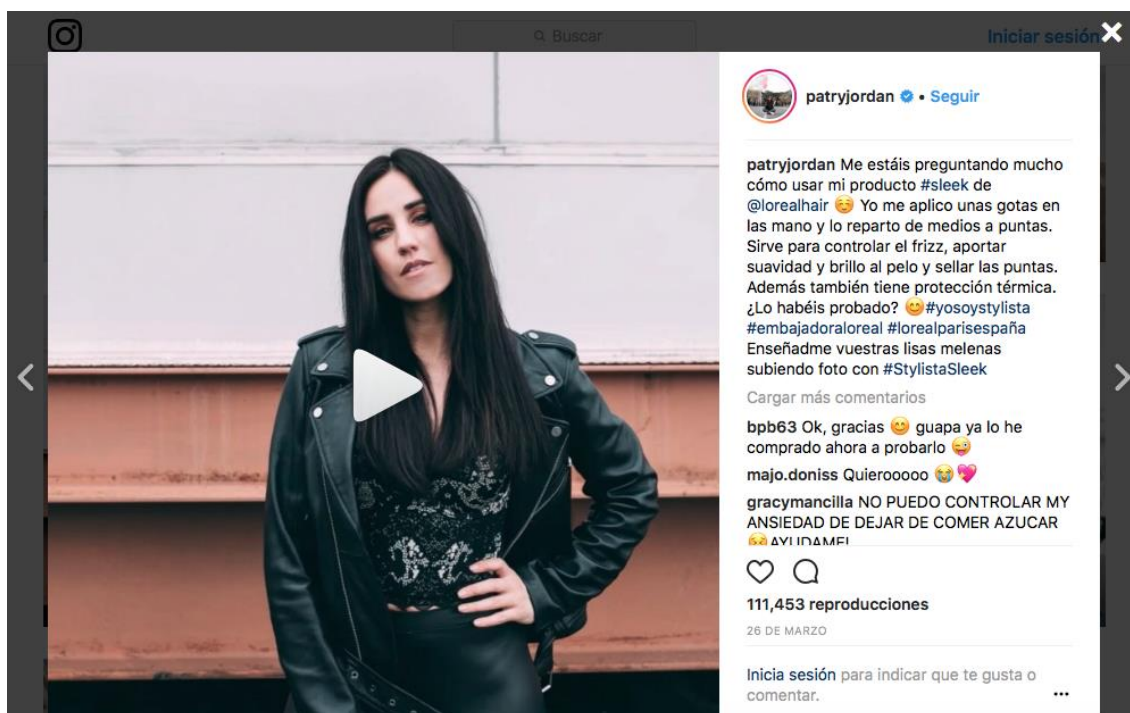 Buscar
Iniciar sesión
patryjordan • Seguir
patryjordan Me estáis preguntando mucho
cómo usar mi producto #sleek de
@lorealhair ☺️ Yo me aplico unas gotas en
las mano y lo reparto de medios a puntas.
Sirve para controlar el frizz, aportar
suavidad y brillo al pelo y sellar las puntas.
Además también tiene protección térmica.
¿Lo habéis probado? 😊#yosoystylista
#embajadoraloreal #lorealparisespaña
Enseñadme vuestras lisas melenas
subiendo foto con #StylistaSleek
Cargar más comentarios
bpb63 Ok, gracias 😊 guapa ya lo he
comprado ahora a probarlo 😜
majo.doniss Quierooooo 😭💖
gracymancilla NO PUEDO CONTROLAR MY
ANSIEDAD DE DEJAR DE COMER AZUCAR
😣AYUDAME!
111,453 reproducciones
26 DE MARZO
Inicia sesión para indicar que te gusta o
comentar.